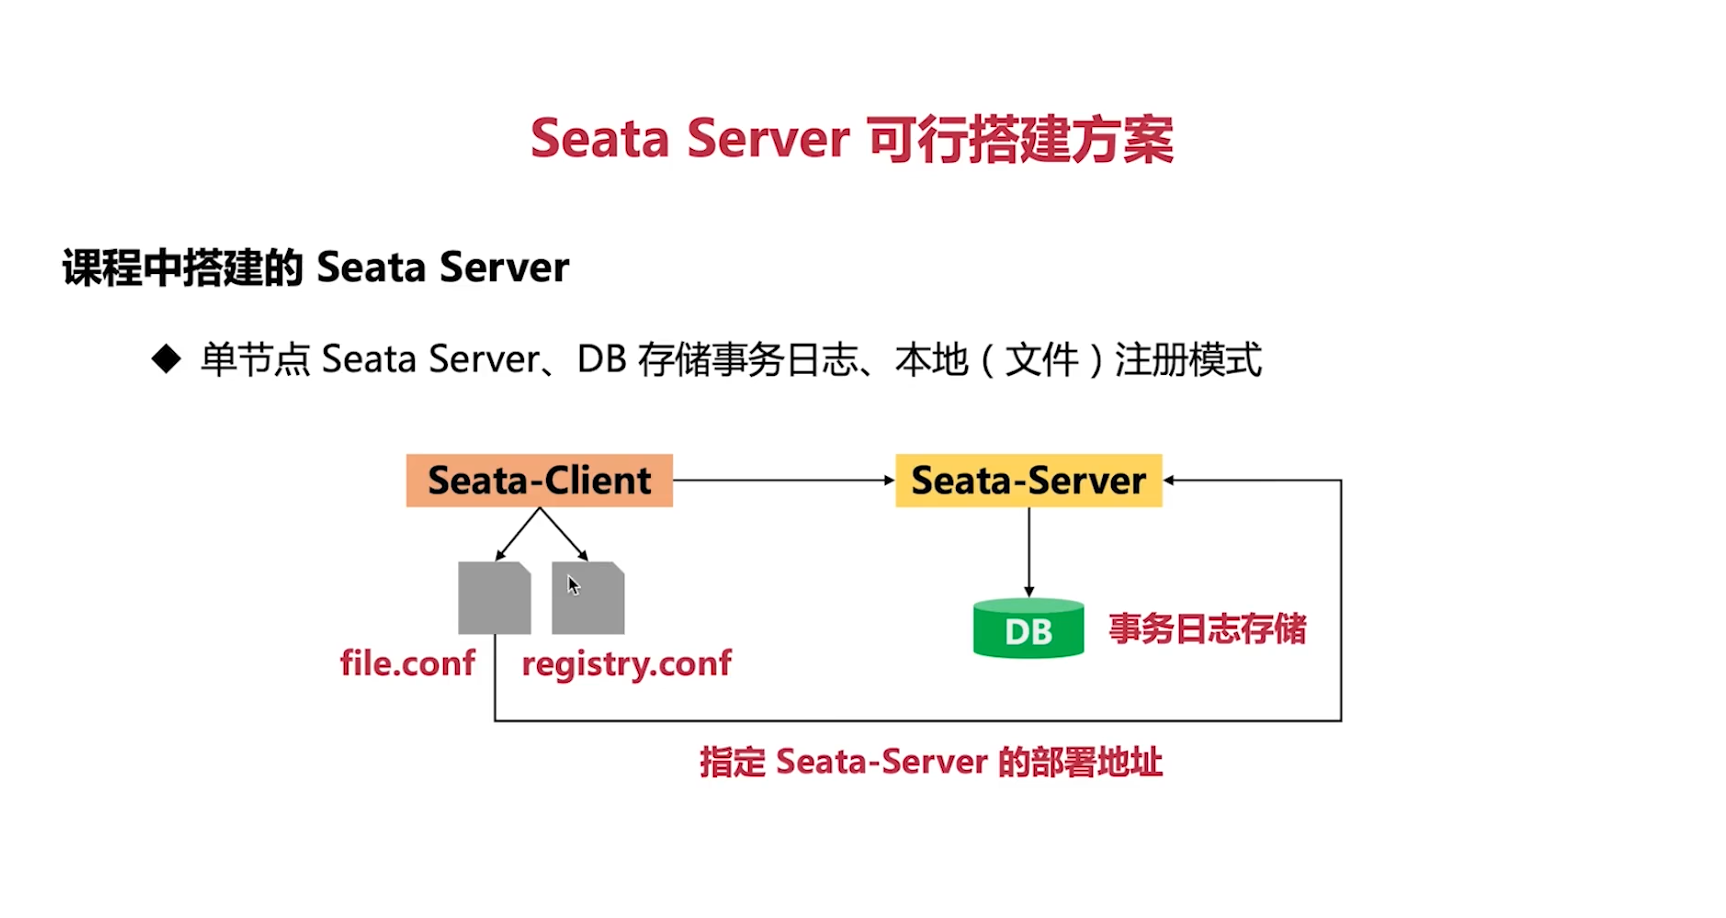 Seata Server 可行搭建方案
课程中搭建的 Seata Server
◆ 单节点 Seata Server、DB 存储事务日志、本地（文件）注册模式
Seata-Client
Seata-Server
DB
事务日志存储
file.conf
registry.conf
指定 Seata-Server 的部署地址